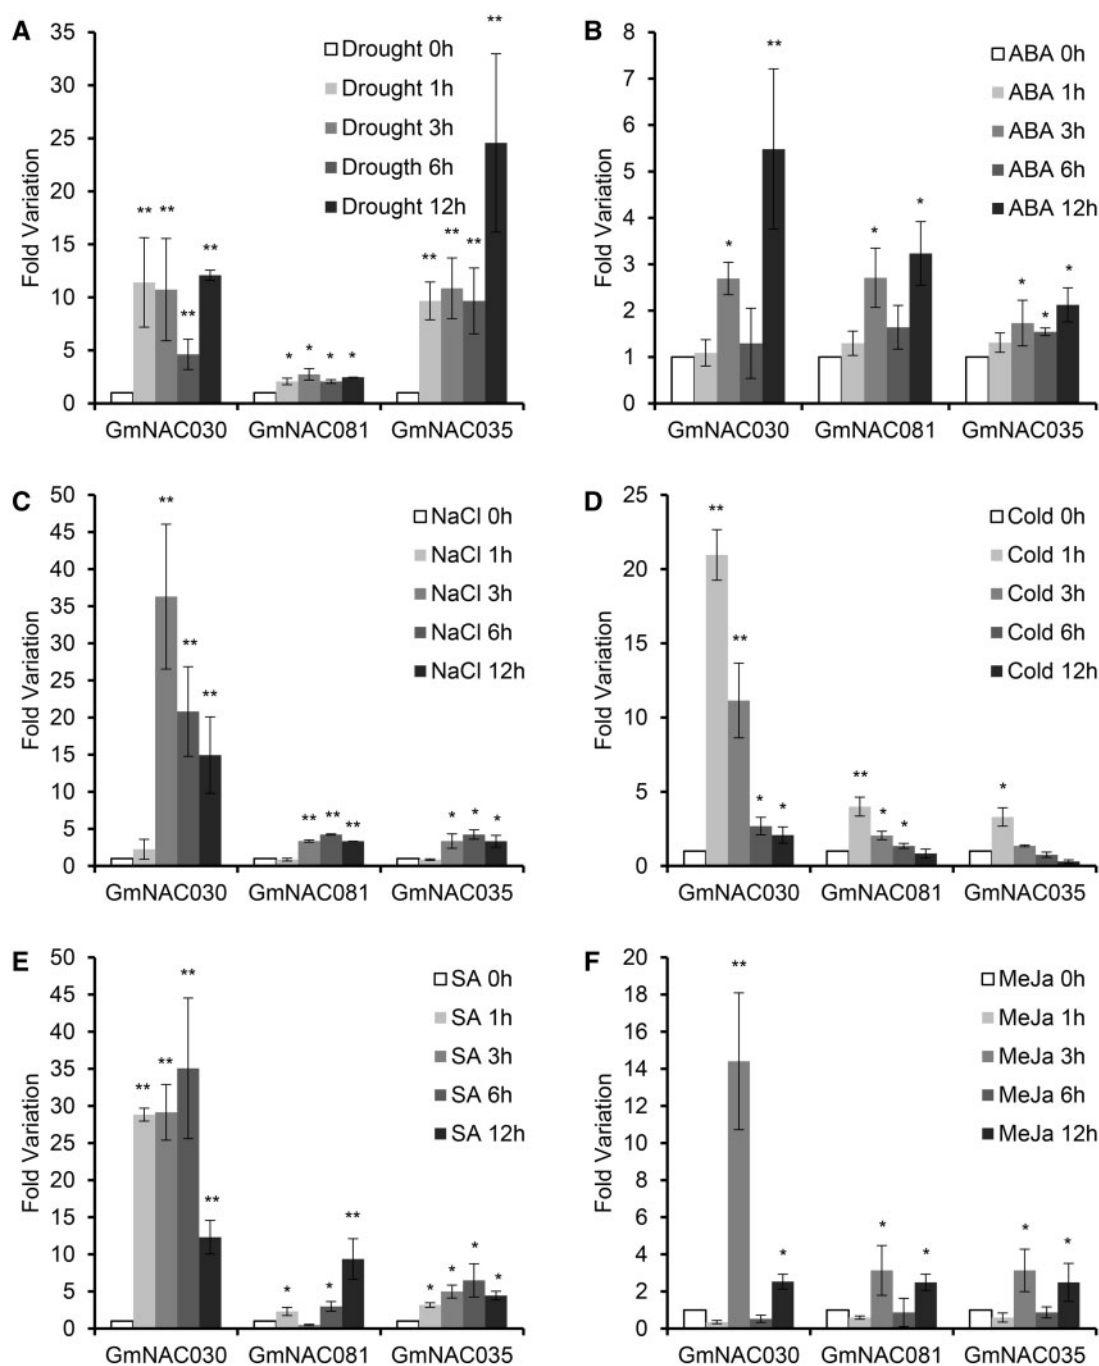 A
35
30
25
20
15
10
5
0
Fold Variation
Drought 0h
Drought 1h
Drought 3h
Drougth 6h
Drought 12h
** ** ** **
* * * *
** ** ** **
GmNAC030 GmNAC081 GmNAC035
B
8
7
6
5
4
3
2
1
0
Fold Variation
ABA 0h
ABA 1h
ABA 3h
ABA 6h
ABA 12h
* **
* *
* * *
GmNAC030 GmNAC081 GmNAC035
C
50
45
40
35
30
25
20
15
10
5
0
Fold Variation
NaCl 0h
NaCl 1h
NaCl 3h
NaCl 6h
NaCl 12h
** ** **
** ** **
* * *
GmNAC030 GmNAC081 GmNAC035
D
25
20
15
10
5
0
Fold Variation
Cold 0h
Cold 1h
Cold 3h
Cold 6h
Cold 12h
** ** * *
** * *
*
GmNAC030 GmNAC081 GmNAC035
E
50
45
40
35
30
25
20
15
10
5
0
Fold Variation
SA 0h
SA 1h
SA 3h
SA 6h
SA 12h
** ** ** **
* * **
* * * *
GmNAC030 GmNAC081 GmNAC035
F
20
18
16
14
12
10
8
6
4
2
0
Fold Variation
MeJa 0h
MeJa 1h
MeJa 3h
MeJa 6h
MeJa 12h
** *
* *
* *
GmNAC030 GmNAC081 GmNAC035